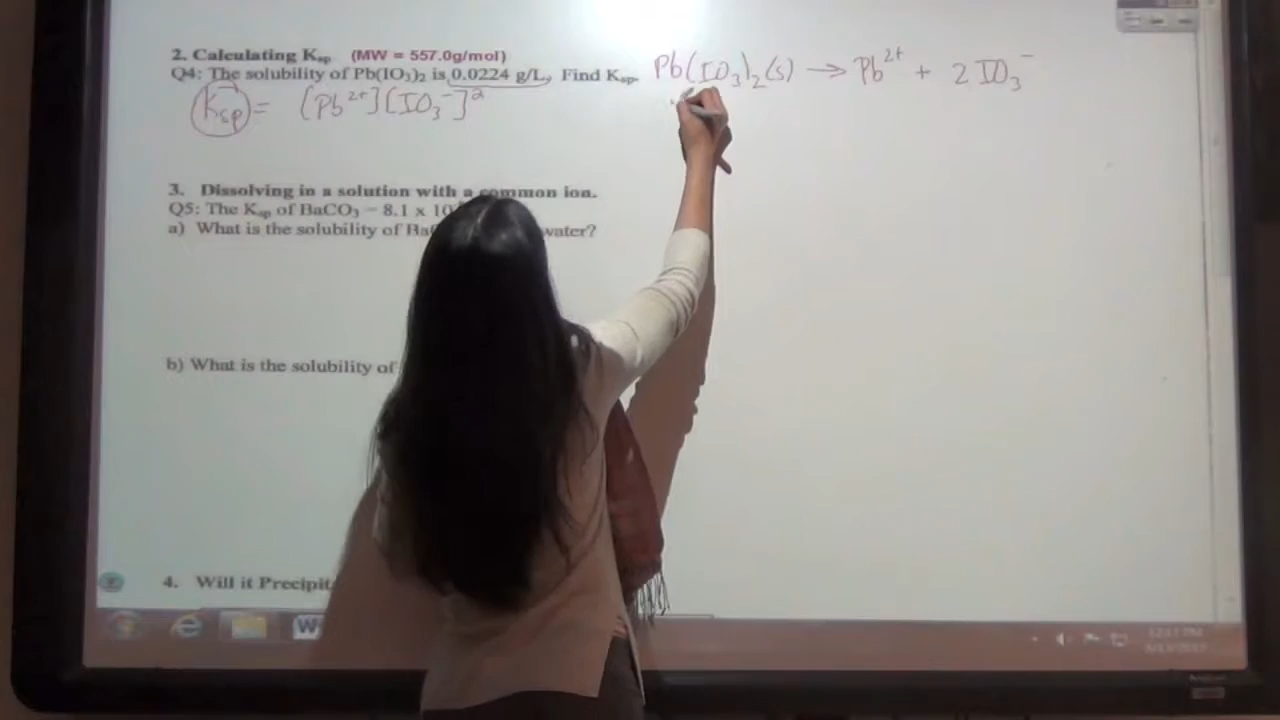 2. Calculating Ksp (MW = 557.0g/mol)
Q4: The solubility of Pb(IO3)2 is 0.0224 g/L, Find Ksp. Pb(IO3)2(s) → Pb²⁺ + 2IO3⁻
Ksp = [Pb²⁺][IO3⁻]²
3. Dissolving in a solution with a common ion.
Q5: The Ksp of BaCO3 = 8.1 x 10
a) What is the solubility of water?
b) What is the solubility of
4. Will it Precipit